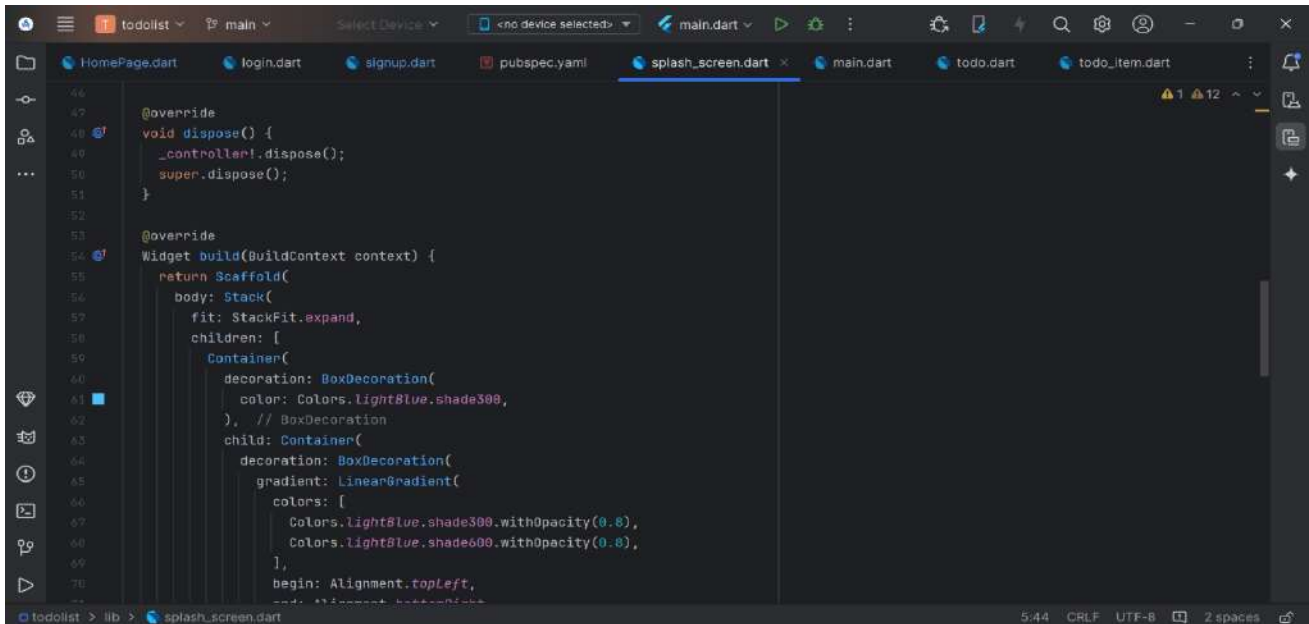 todolist main Select Device <no device selected> main.dart
HomePage.dart login.dart signup.dart pubspec.yaml splash_screen.dart main.dart todo.dart todo_item.dart
1 12
46
47 @override
48 void dispose() {
49 _controller!.dispose();
50 super.dispose();
51 }
52
53 @override
54 Widget build(BuildContext context) {
55 return Scaffold(
56 body: Stack(
57 fit: StackFit.expand,
58 children: [
59 Container(
60 decoration: BoxDecoration(
61 color: Colors.lightBlue.shade300,
62 ), // BoxDecoration
63 child: Container(
64 decoration: BoxDecoration(
65 gradient: LinearGradient(
66 colors: [
67 Colors.lightBlue.shade300.withOpacity(0.8),
68 Colors.lightBlue.shade600.withOpacity(0.8),
69 ],
70 begin: Alignment.topLeft,
end: Alignment.bottomRight
todolist > lib > splash_screen.dart 5:44 CRLF UTF-8 2 spaces